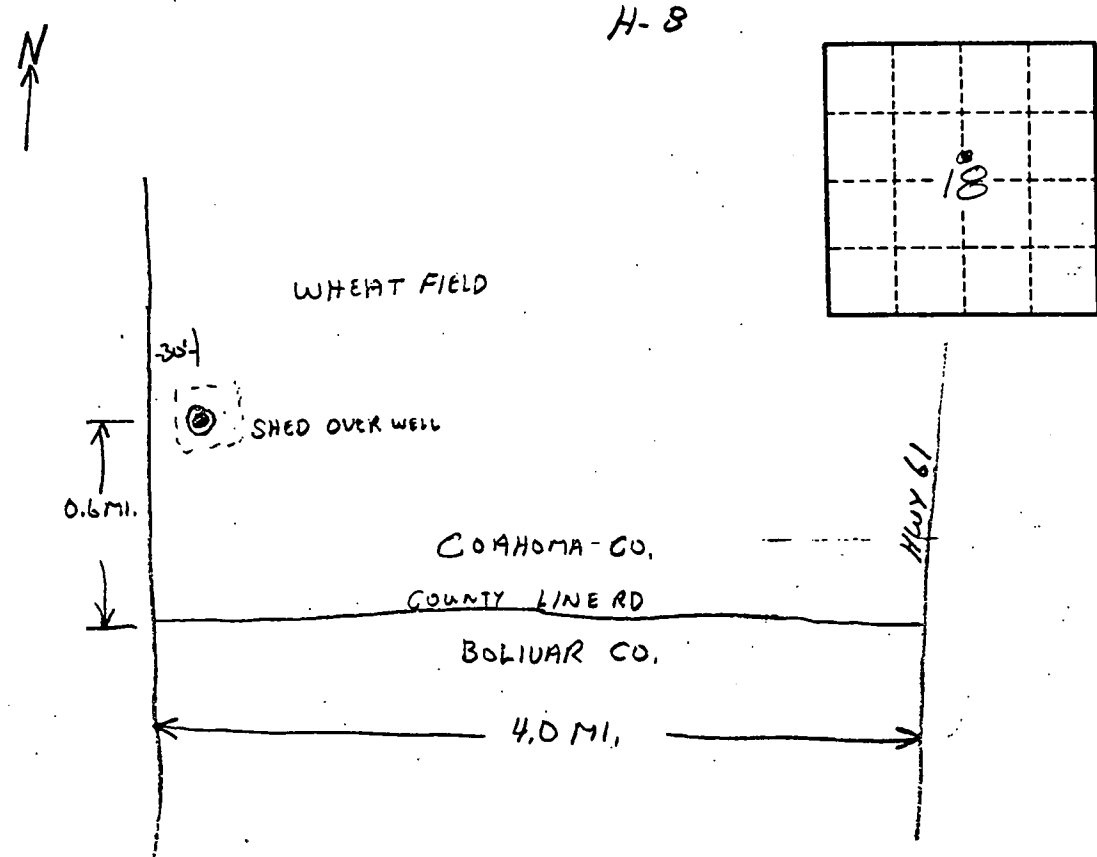 H-8
N
18
WHEAT FIELD
30'
SHED OVER WELL
0.6 MI.
HWY 61
COAHOMA-CO.
COUNTY LINE RD
BOLIVAR CO.
4.0 MI.